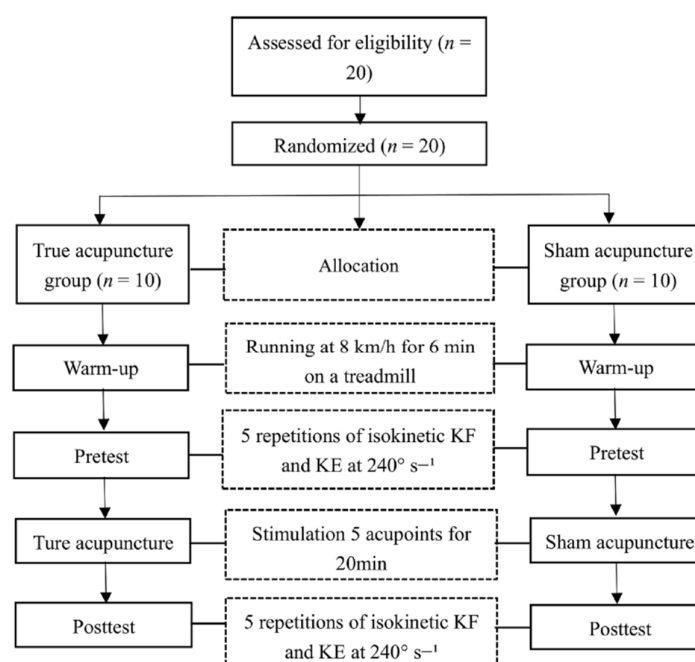 Assessed for eligibility (n =
20)
Randomized (n = 20)
True acupuncture
group (n = 10)
Allocation
Sham acupuncture
group (n = 10)
Warm-up
Running at 8 km/h for 6 min
on a treadmill
Warm-up
Pretest
5 repetitions of isokinetic KF
and KE at 240° s⁻¹
Pretest
Ture acupuncture
Stimulation 5 acupoints for
20min
Sham acupuncture
Posttest
5 repetitions of isokinetic KF
and KE at 240° s⁻¹
Posttest